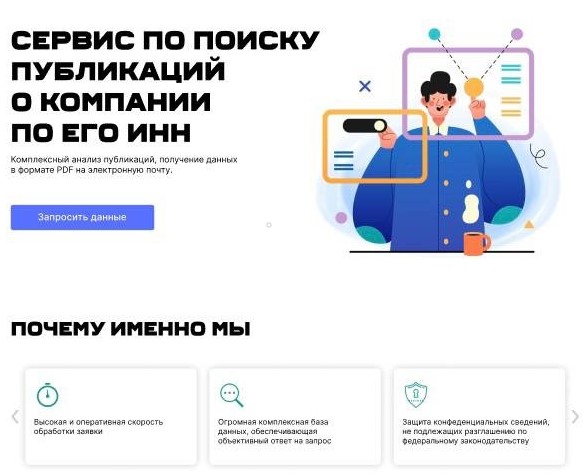 СЕРВИС ПО ПОИСКУ
ПУБЛИКАЦИЙ
О КОМПАНИИ
ПО ЕГО ИНН
Комплексный анализ публикаций, получение данных
в формате PDF на электронную почту.
Запросить данные
ПОЧЕМУ ИМЕННО МЫ
Высокая и оперативная скорость
обработки заявки
Огромная комплексная база
данных, обеспечивающая
объективный ответ на запрос
Защита конфеденциальных сведений,
не подлежащих разглашению по
федеральному законодательству